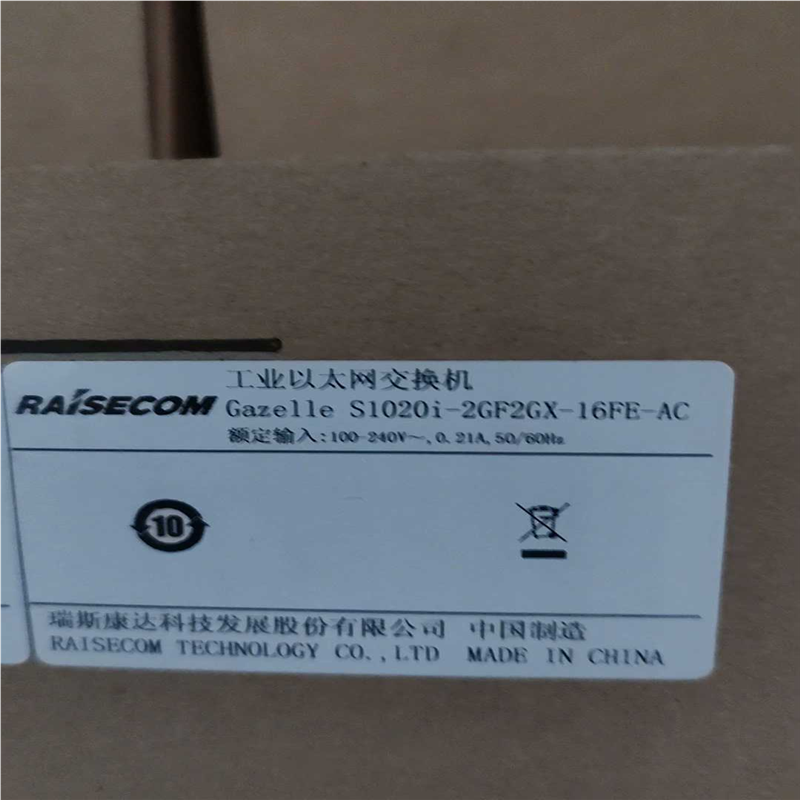 工业以太网交换机
RAISECOM Gazelle S1020i-2GF2GX-16FE-AC
额定输入:100-240V~,0.21A,50/60Hz
10
瑞斯康达科技发展股份有限公司 中国制造
RAISECOM TECHNOLOGY CO.,LTD MADE IN CHINA